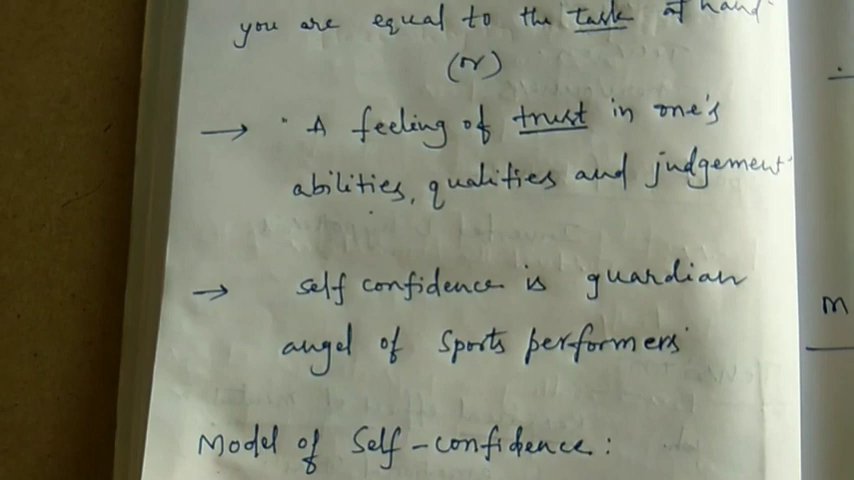 you are equal to the task at hand.
(or)
→ "A feeling of trust in one's
abilities, qualities and judgement"
→ self confidence is guardian
angel of sports performers
Model of Self-confidence:
m